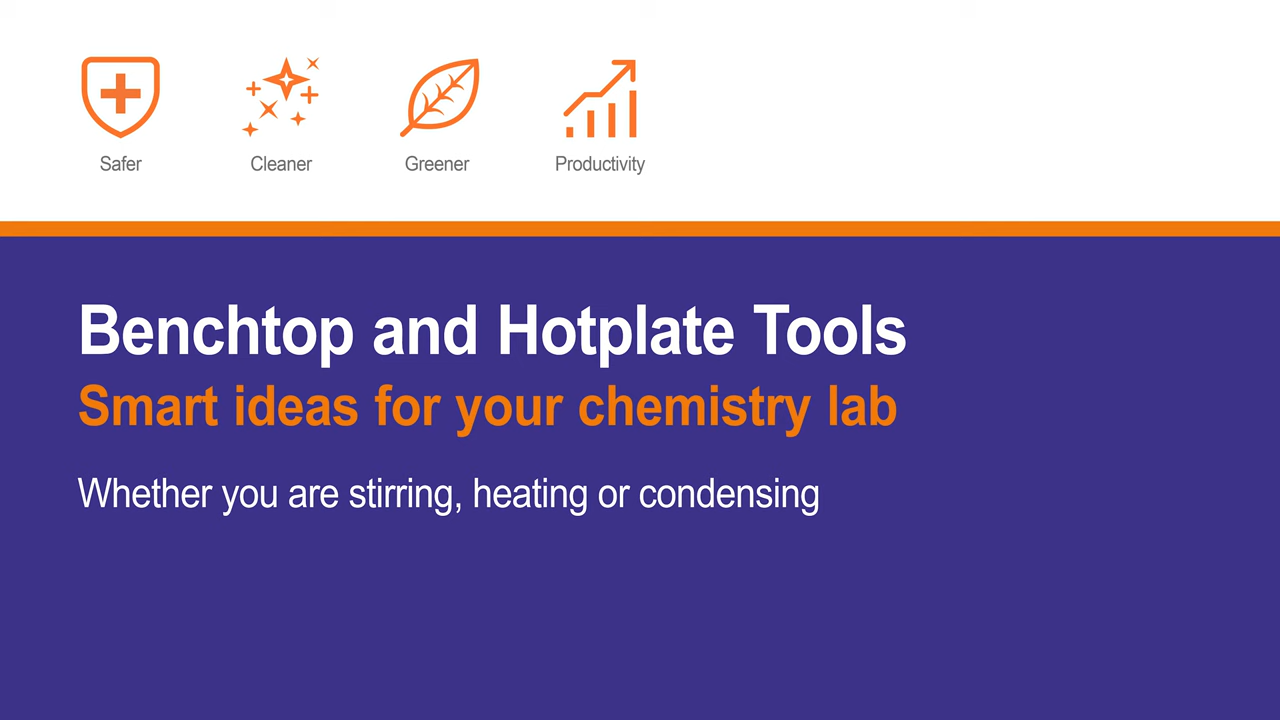 Safer
Cleaner
Greener
Productivity
Benchtop and Hotplate Tools
Smart ideas for your chemistry lab
Whether you are stirring, heating or condensing